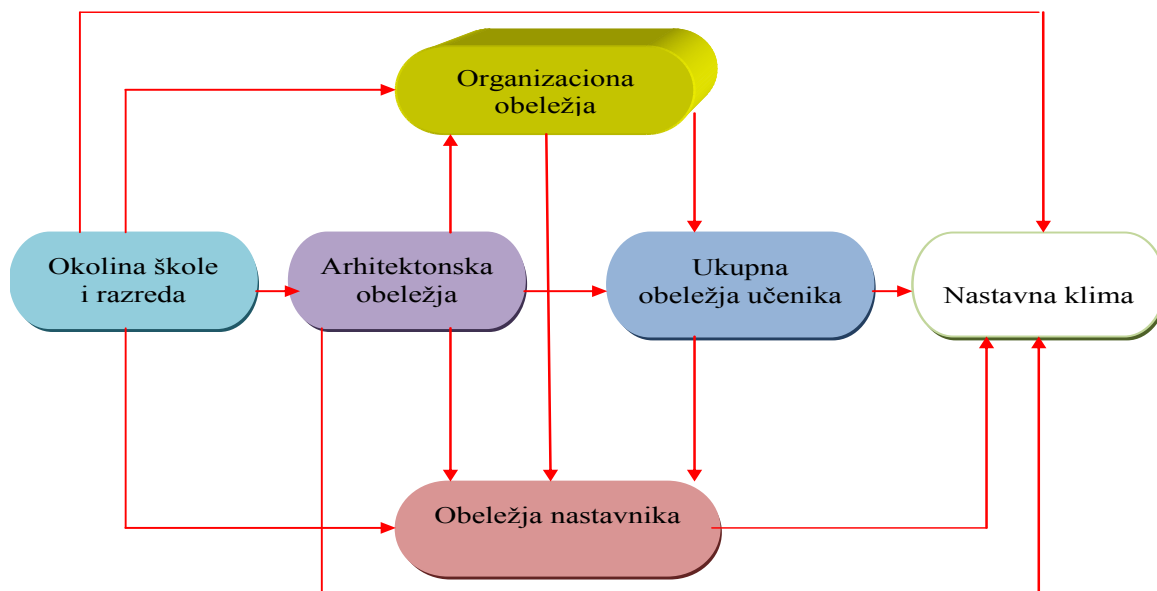 Organizaciona
obeležja
Okolina škole
i razreda
Arhitektonska
obeležja
Ukupna
obeležja učenika
Nastavna klima
Obeležja nastavnika